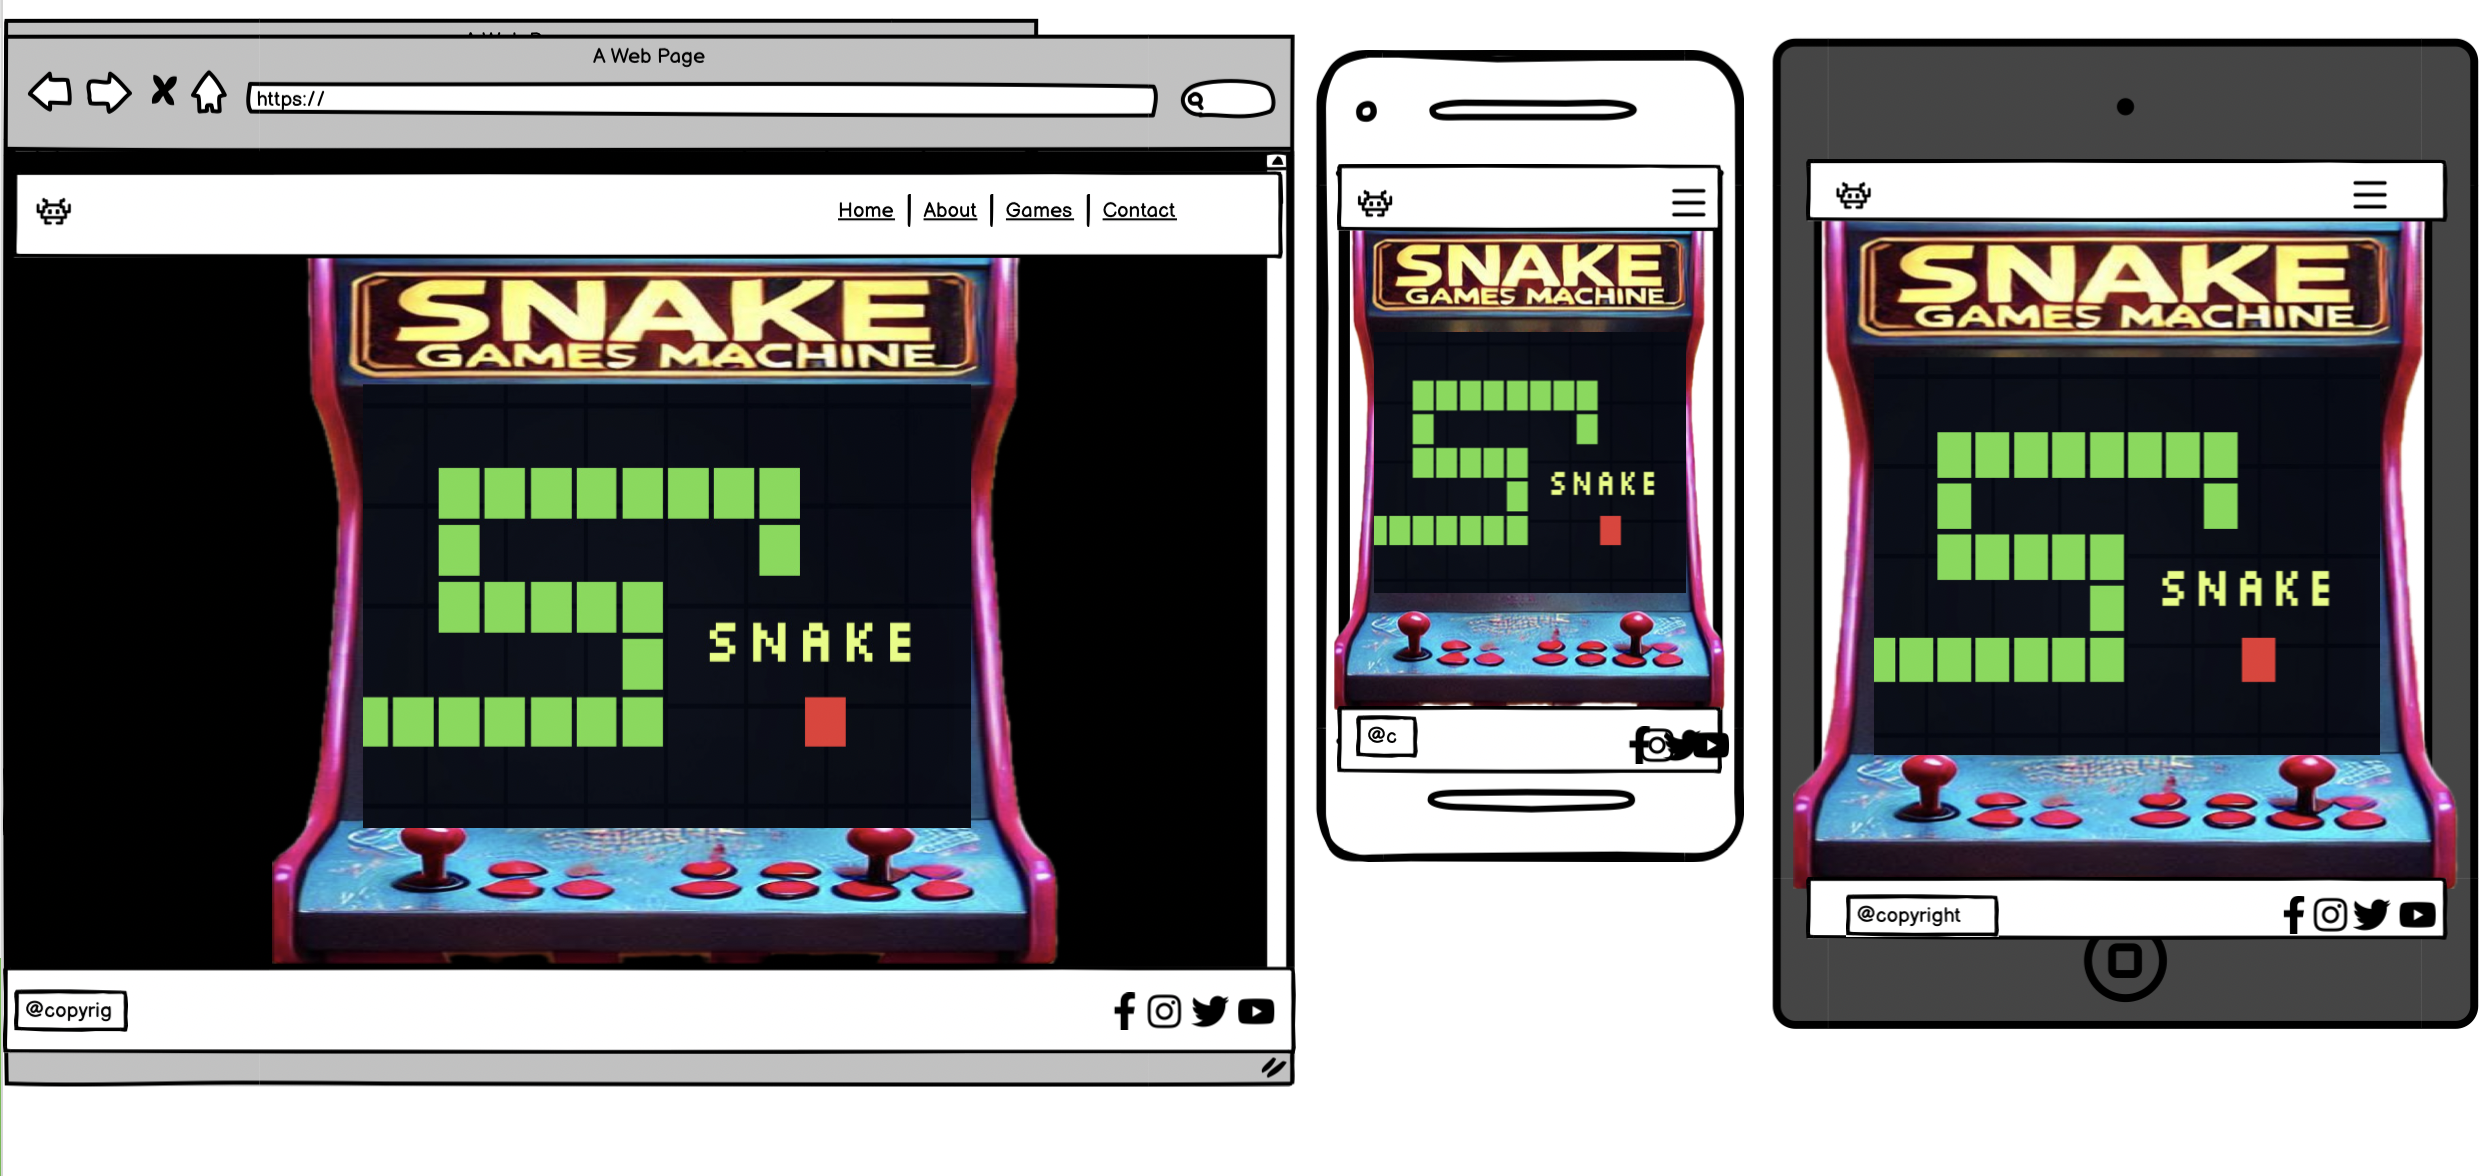 A Web Page
https://
Home About Games Contact
SNAKE
GAMES MACHINE
SNAKE
@copyrig
SNAKE
GAMES MACHINE
SNAKE
@c
SNAKE
GAMES MACHINE
SNAKE
@copyright